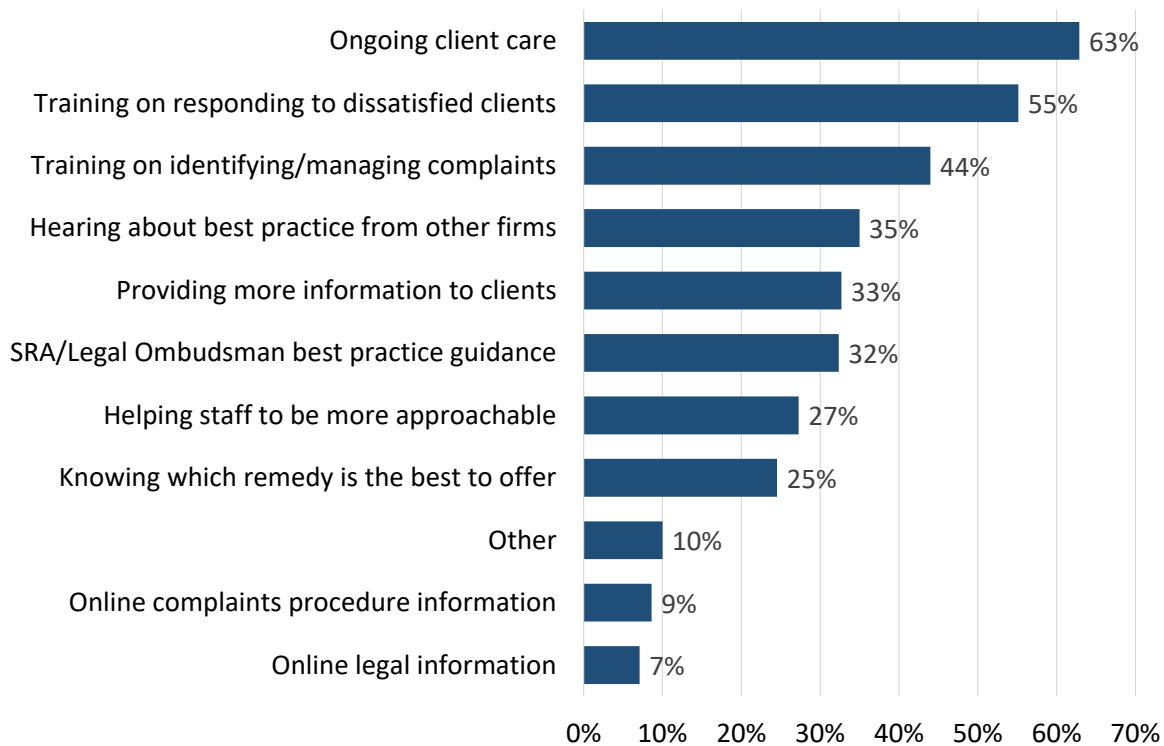 Ongoing client care 63%
Training on responding to dissatisfied clients 55%
Training on identifying/managing complaints 44%
Hearing about best practice from other firms 35%
Providing more information to clients 33%
SRA/Legal Ombudsman best practice guidance 32%
Helping staff to be more approachable 27%
Knowing which remedy is the best to offer 25%
Other 10%
Online complaints procedure information 9%
Online legal information 7%
0% 10% 20% 30% 40% 50% 60% 70%